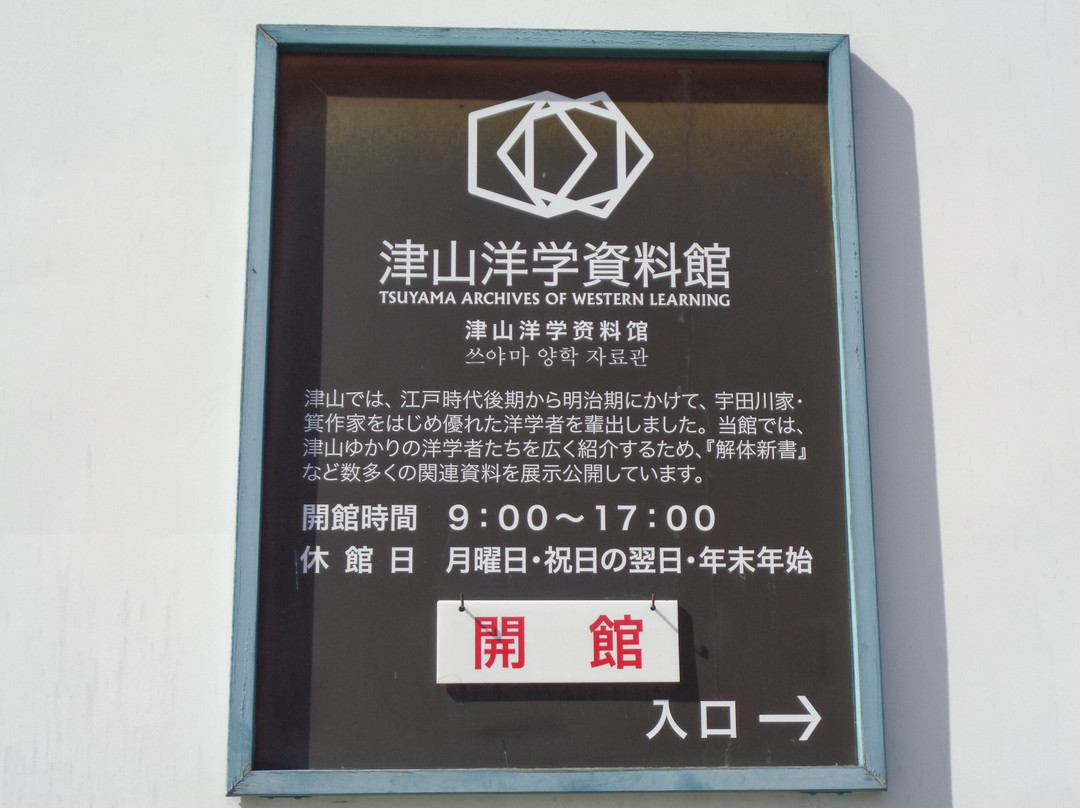 津山洋学資料館
TSUYAMA ARCHIVES OF WESTERN LEARNING
津山洋学资料馆
쓰야마 양학 자료관
津山では、江戸時代後期から明治期にかけて、宇田川家・
箕作家をはじめ優れた洋学者を輩出しました。当館では、
津山ゆかりの洋学者たちを広く紹介するため、『解体新書』
など数多くの関連資料を展示公開しています。
開館時間 9：00～17：00
休館日 月曜日・祝日の翌日・年末年始
開館
入口→